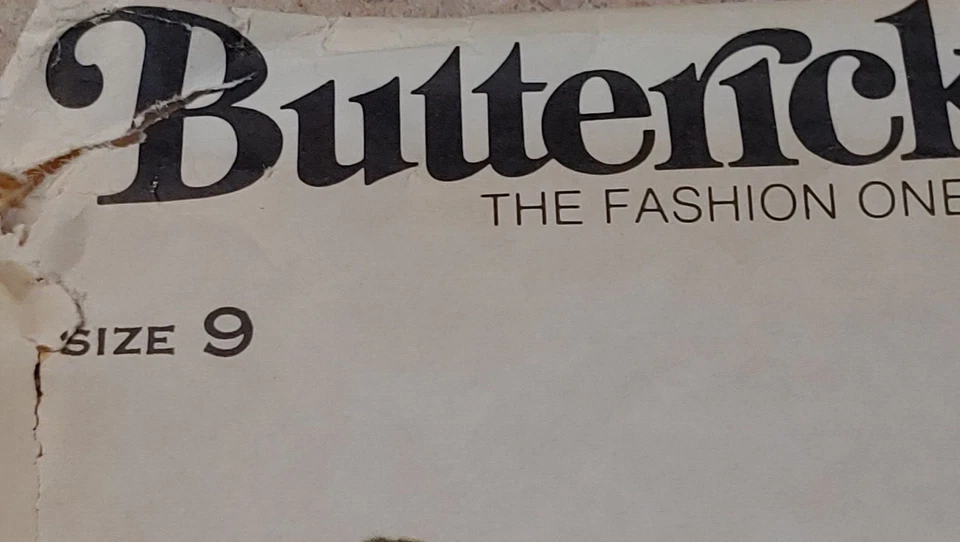 Butterick
THE FASHION ONE
SIZE 9